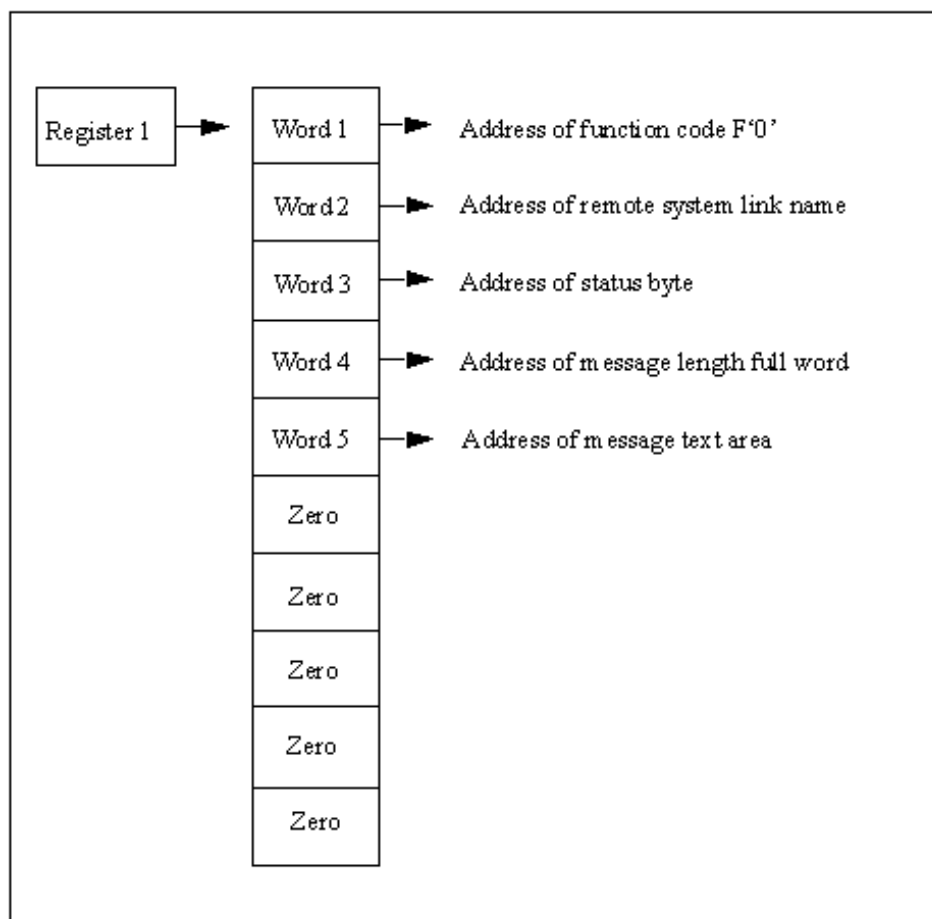 Register 1
Word 1
Address of function code F‘0’
Word 2
Address of remote system link name
Word 3
Address of status byte
Word 4
Address of message length full word
Word 5
Address of message text area
Zero
Zero
Zero
Zero
Zero